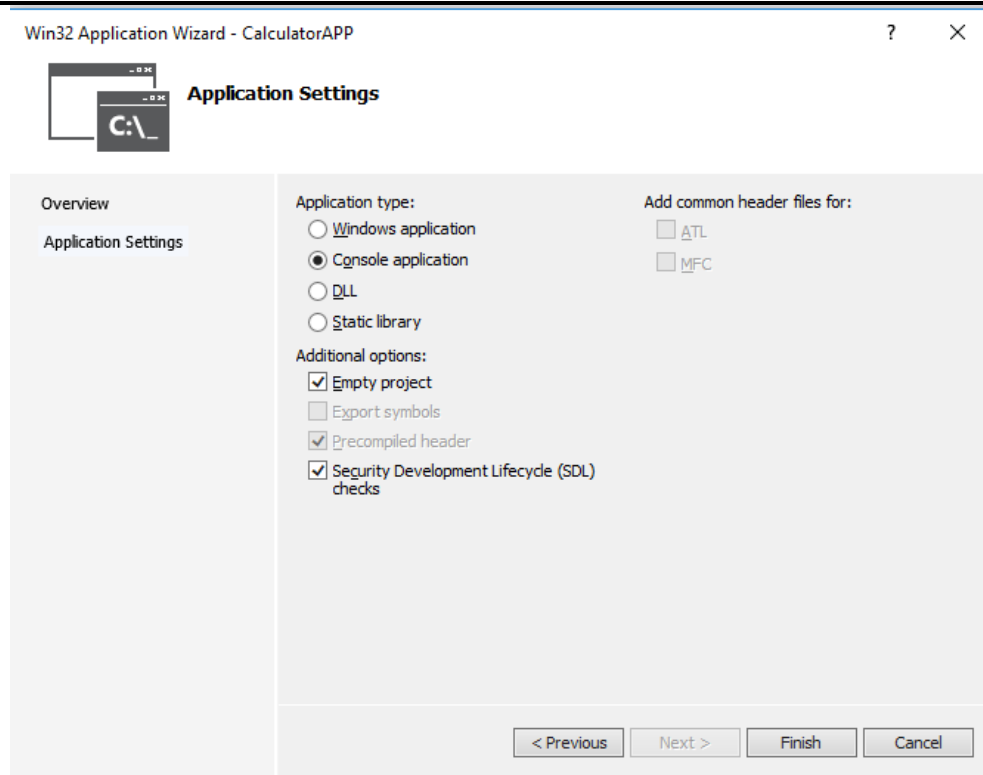 Win32 Application Wizard - CalculatorAPP
?
C:\_
Application Settings
Overview
Application Settings
Application type:
Windows application
Console application
DLL
Static library
Additional options:
Empty project
Export symbols
Precompiled header
Security Development Lifecycle (SDL)
checks
Add common header files for:
ATL
MFC
< Previous
Next >
Finish
Cancel